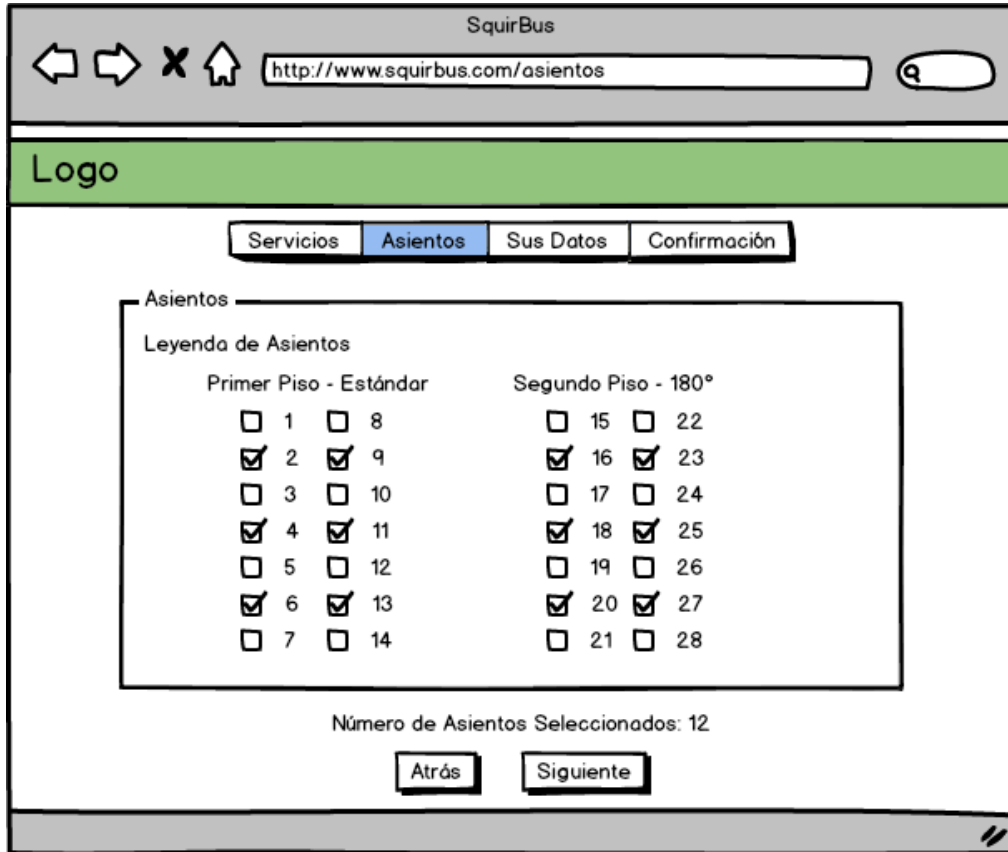 SquirBus
http://www.squirbus.com/asientos
Logo
Servicios Asientos Sus Datos Confirmación
Asientos
Leyenda de Asientos
Primer Piso - Estándar Segundo Piso - 180°
1 8 15 22
2 9 16 23
3 10 17 24
4 11 18 25
5 12 19 26
6 13 20 27
7 14 21 28
Número de Asientos Seleccionados: 12
Atrás Siguiente